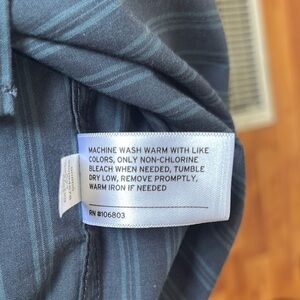 MACHINE WASH WARM WITH LIKE
COLORS, ONLY NON-CHLORINE
BLEACH WHEN NEEDED, TUMBLE
DRY LOW, REMOVE PROMPTLY,
WARM IRON IF NEEDED
RN #106803